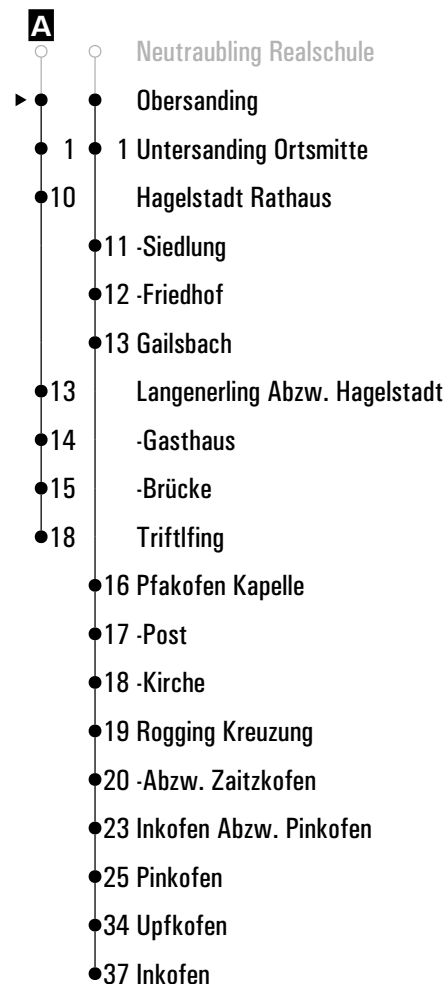 A
Neutraubling Realschule
Obersanding
1 1 Untersanding Ortsmitte
10 Hagelstadt Rathaus
11 -Siedlung
12 -Friedhof
13 Gailsbach
13 Langenerling Abzw. Hagelstadt
14 -Gasthaus
15 -Brücke
18 Triftlfing
16 Pfakofen Kapelle
17 -Post
18 -Kirche
19 Rogging Kreuzung
20 -Abzw. Zaitzkofen
23 Inkofen Abzw. Pinkofen
25 Pinkofen
34 Upfkofen
37 Inkofen